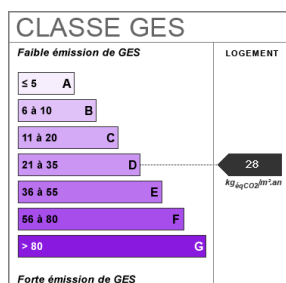 CLASSE GES
Faible émission de GES
LOGEMENT
≤ 5 A
6 à 10 B
11 à 20 C
21 à 35 D
28
kgéqCO2/m².an
36 à 55 E
56 à 80 F
> 80 G
Forte émission de GES